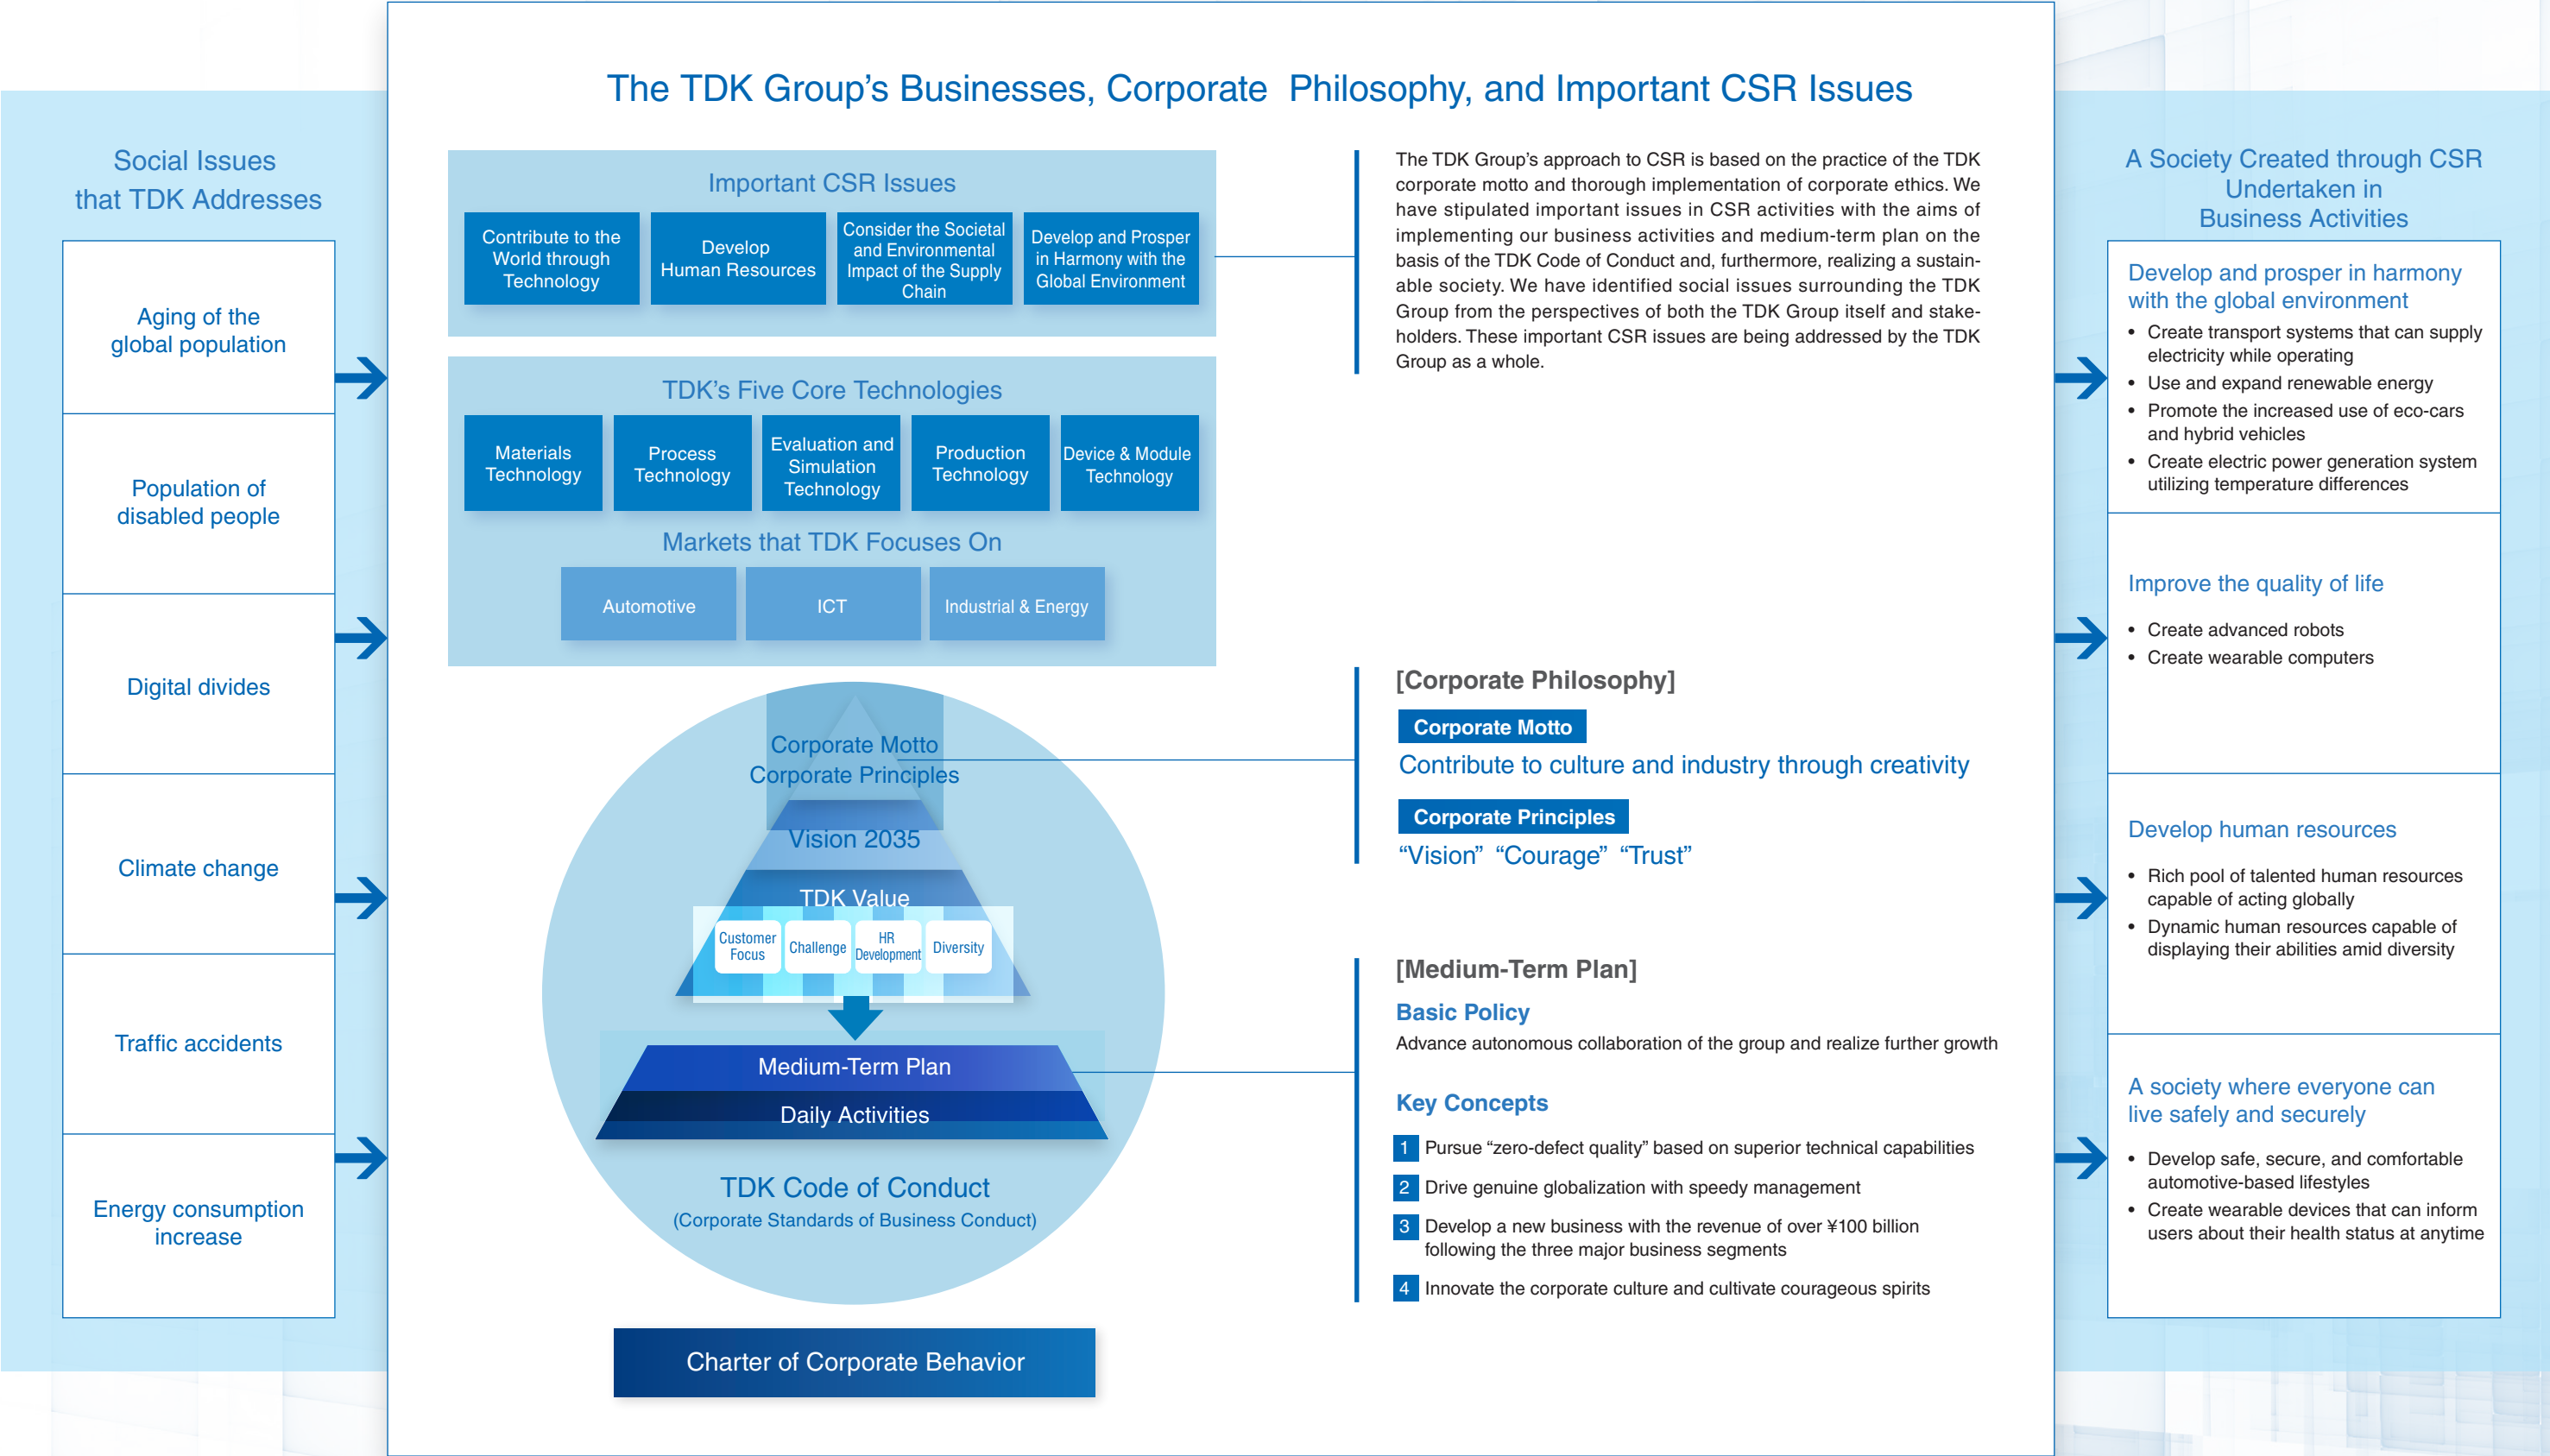 The TDK Group’s Businesses, Corporate Philosophy, and Important CSR Issues
Social Issues
that TDK Addresses
Aging of the
global population
Population of
disabled people
Digital divides
Climate change
Traffic accidents
Energy consumption
increase
Important CSR Issues
Contribute to the
World through
Technology
Develop
Human Resources
Consider the Societal
and Environmental
Impact of the Supply
Chain
Develop and Prosper
in Harmony with the
Global Environment
TDK’s Five Core Technologies
Materials
Technology
Process
Technology
Evaluation and
Simulation
Technology
Production
Technology
Device & Module
Technology
Markets that TDK Focuses On
Automotive
ICT
Industrial & Energy
Corporate Motto
Corporate Principles
Vision 2035
TDK Value
Customer
Focus
Challenge
HR
Development
Diversity
Medium-Term Plan
Daily Activities
TDK Code of Conduct
(Corporate Standards of Business Conduct)
Charter of Corporate Behavior
The TDK Group’s approach to CSR is based on the practice of the TDK
corporate motto and thorough implementation of corporate ethics. We
have stipulated important issues in CSR activities with the aims of
implementing our business activities and medium-term plan on the
basis of the TDK Code of Conduct and, furthermore, realizing a sustain-
able society. We have identified social issues surrounding the TDK
Group from the perspectives of both the TDK Group itself and stake-
holders. These important CSR issues are being addressed by the TDK
Group as a whole.
[Corporate Philosophy]
Corporate Motto
Contribute to culture and industry through creativity
Corporate Principles
“Vision” “Courage” “Trust”
[Medium-Term Plan]
Basic Policy
Advance autonomous collaboration of the group and realize further growth
Key Concepts
1 Pursue “zero-defect quality” based on superior technical capabilities
2 Drive genuine globalization with speedy management
3 Develop a new business with the revenue of over ¥100 billion
following the three major business segments
4 Innovate the corporate culture and cultivate courageous spirits
A Society Created through CSR
Undertaken in
Business Activities
Develop and prosper in harmony
with the global environment
• Create transport systems that can supply
electricity while operating
• Use and expand renewable energy
• Promote the increased use of eco-cars
and hybrid vehicles
• Create electric power generation system
utilizing temperature differences
Improve the quality of life
• Create advanced robots
• Create wearable computers
Develop human resources
• Rich pool of talented human resources
capable of acting globally
• Dynamic human resources capable of
displaying their abilities amid diversity
A society where everyone can
live safely and securely
• Develop safe, secure, and comfortable
automotive-based lifestyles
• Create wearable devices that can inform
users about their health status at anytime